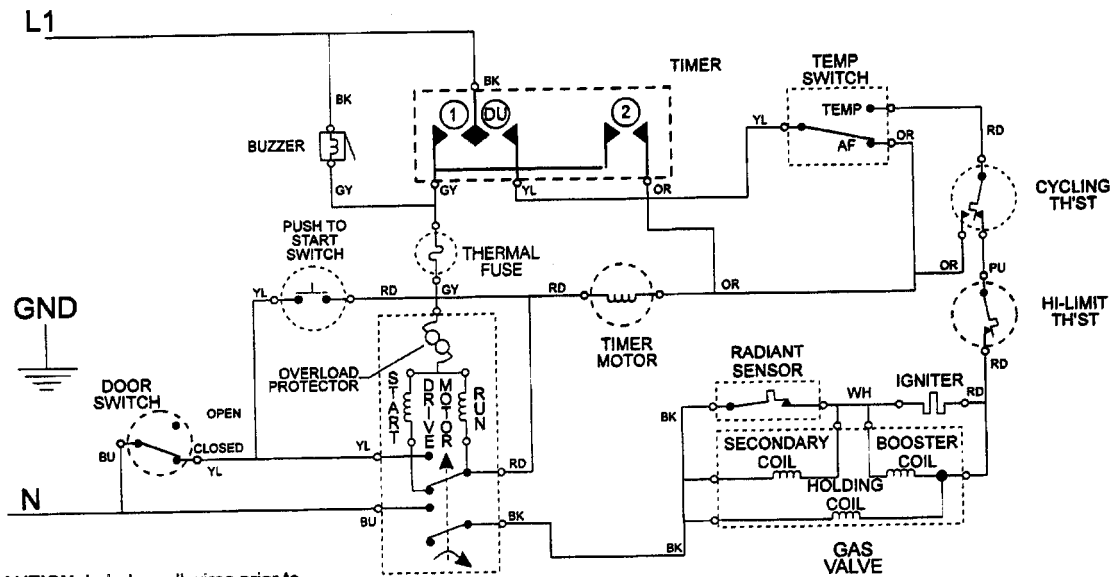 L1
BK
BK
TIMER
TEMP
SWITCH
1
DU
2
TEMP
YL
OR
AF
RD
BUZZER
GY
GY
YL
OR
CYCLING
TH'ST
PUSH TO
START
SWITCH
THERMAL
FUSE
OR
PU
YL
RD
GY
RD
OR
GND
HI-LIMIT
TH'ST
TIMER
MOTOR
OVERLOAD
PROTECTOR
RADIANT
SENSOR
RD
DOOR
SWITCH
OPEN
START
DRIVE
MOTOR
RUN
WH
IGNITER
RD
BK
CLOSED
BU
YL
YL
RD
SECONDARY
COIL
BOOSTER
COIL
HOLDING
COIL
N
BU
BK
BK
GAS
VALVE